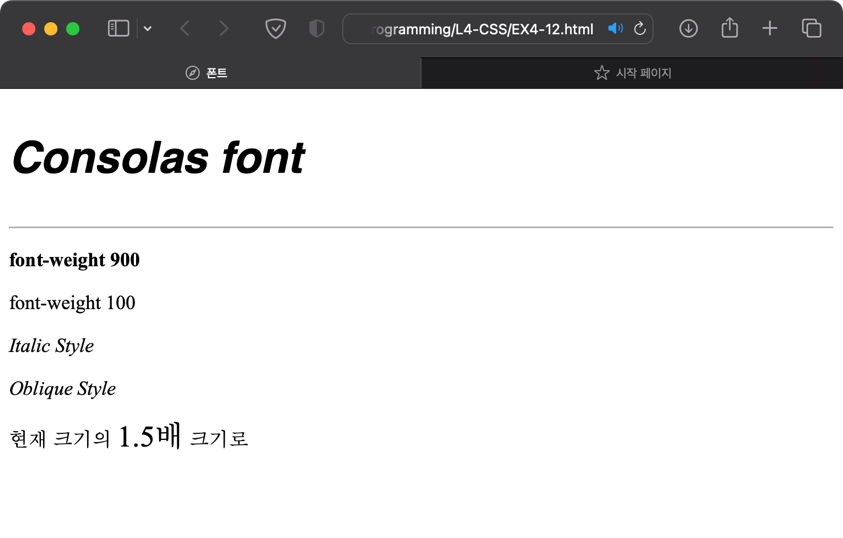 rogramming/L4-CSS/EX4-12.html
폰트
시작 페이지
Consolas font
font-weight 900
font-weight 100
Italic Style
Oblique Style
현재 크기의 1.5배 크기로